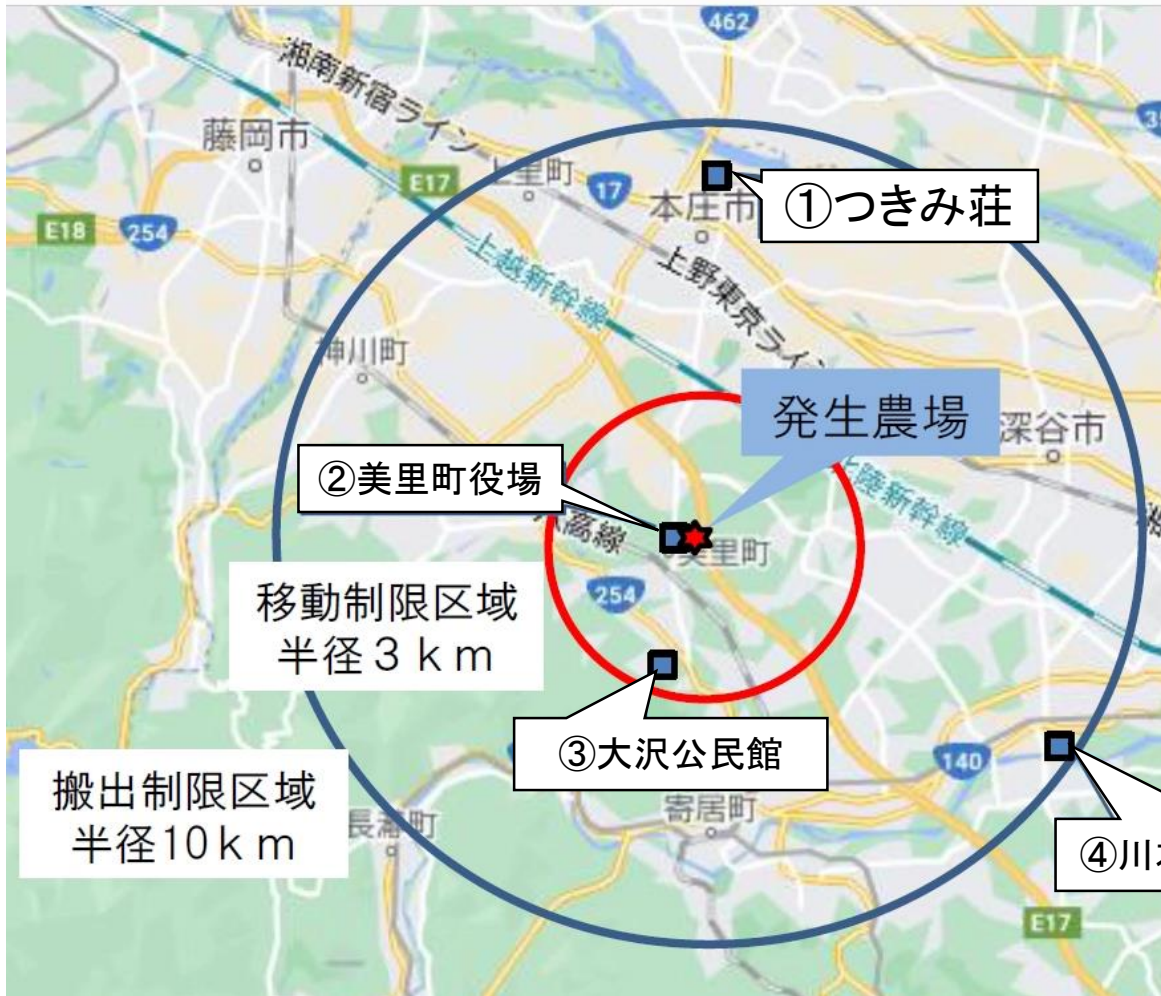 462
湘南新宿ライン
藤岡市
E17
上里町
17
本庄市
①つきみ荘
E18
254
上越新幹線
上野東京ライン
神川町
発生農場
深谷市
②美里町役場
高線
美里町
北陸新幹線
254
移動制限区域
半径3km
③大沢公民館
140
搬出制限区域
半径10km
長瀞町
寄居町
④川
E17